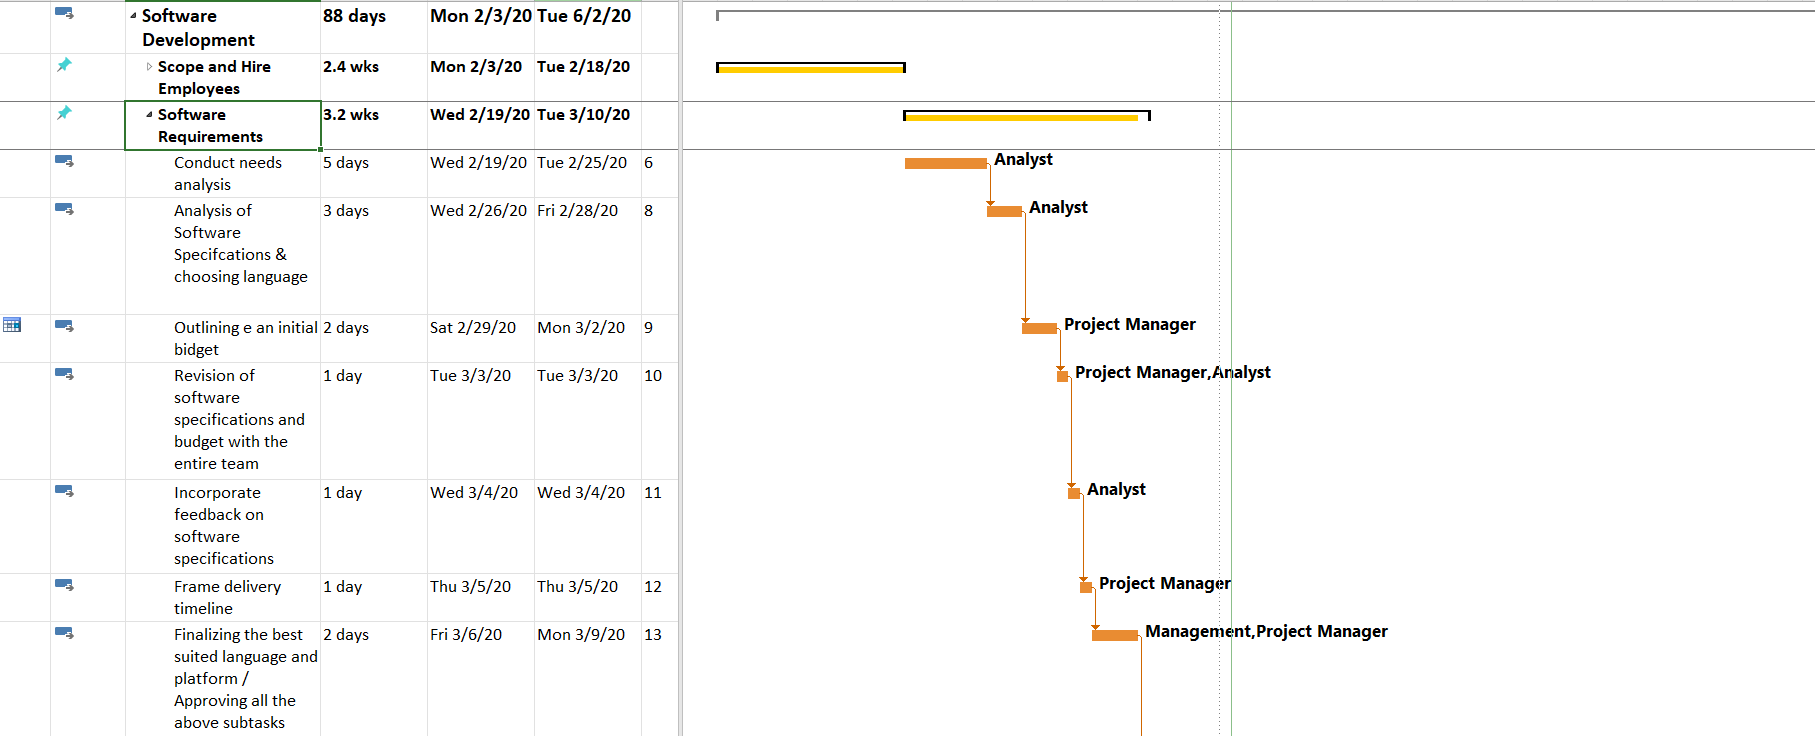 Software 88 days Mon 2/3/20 Tue 6/2/20
Development
Scope and Hire 2.4 wks Mon 2/3/20 Tue 2/18/20
Employees
Software 3.2 wks Wed 2/19/20 Tue 3/10/20
Requirements
Conduct needs 5 days Wed 2/19/20 Tue 2/25/20 6 Analyst
analysis
Analysis of 3 days Wed 2/26/20 Fri 2/28/20 8 Analyst
Software
Specifcations &
choosing language
Outlining e an initial 2 days Sat 2/29/20 Mon 3/2/20 9 Project Manager
bidget
Revision of 1 day Tue 3/3/20 Tue 3/3/20 10 Project Manager,Analyst
software
specifications and
budget with the
entire team
Incorporate 1 day Wed 3/4/20 Wed 3/4/20 11 Analyst
feedback on
software
specifications
Frame delivery 1 day Thu 3/5/20 Thu 3/5/20 12 Project Manager
timeline
Finalizing the best 2 days Fri 3/6/20 Mon 3/9/20 13 Management,Project Manager
suited language and
platform /
Approving all the
above subtasks